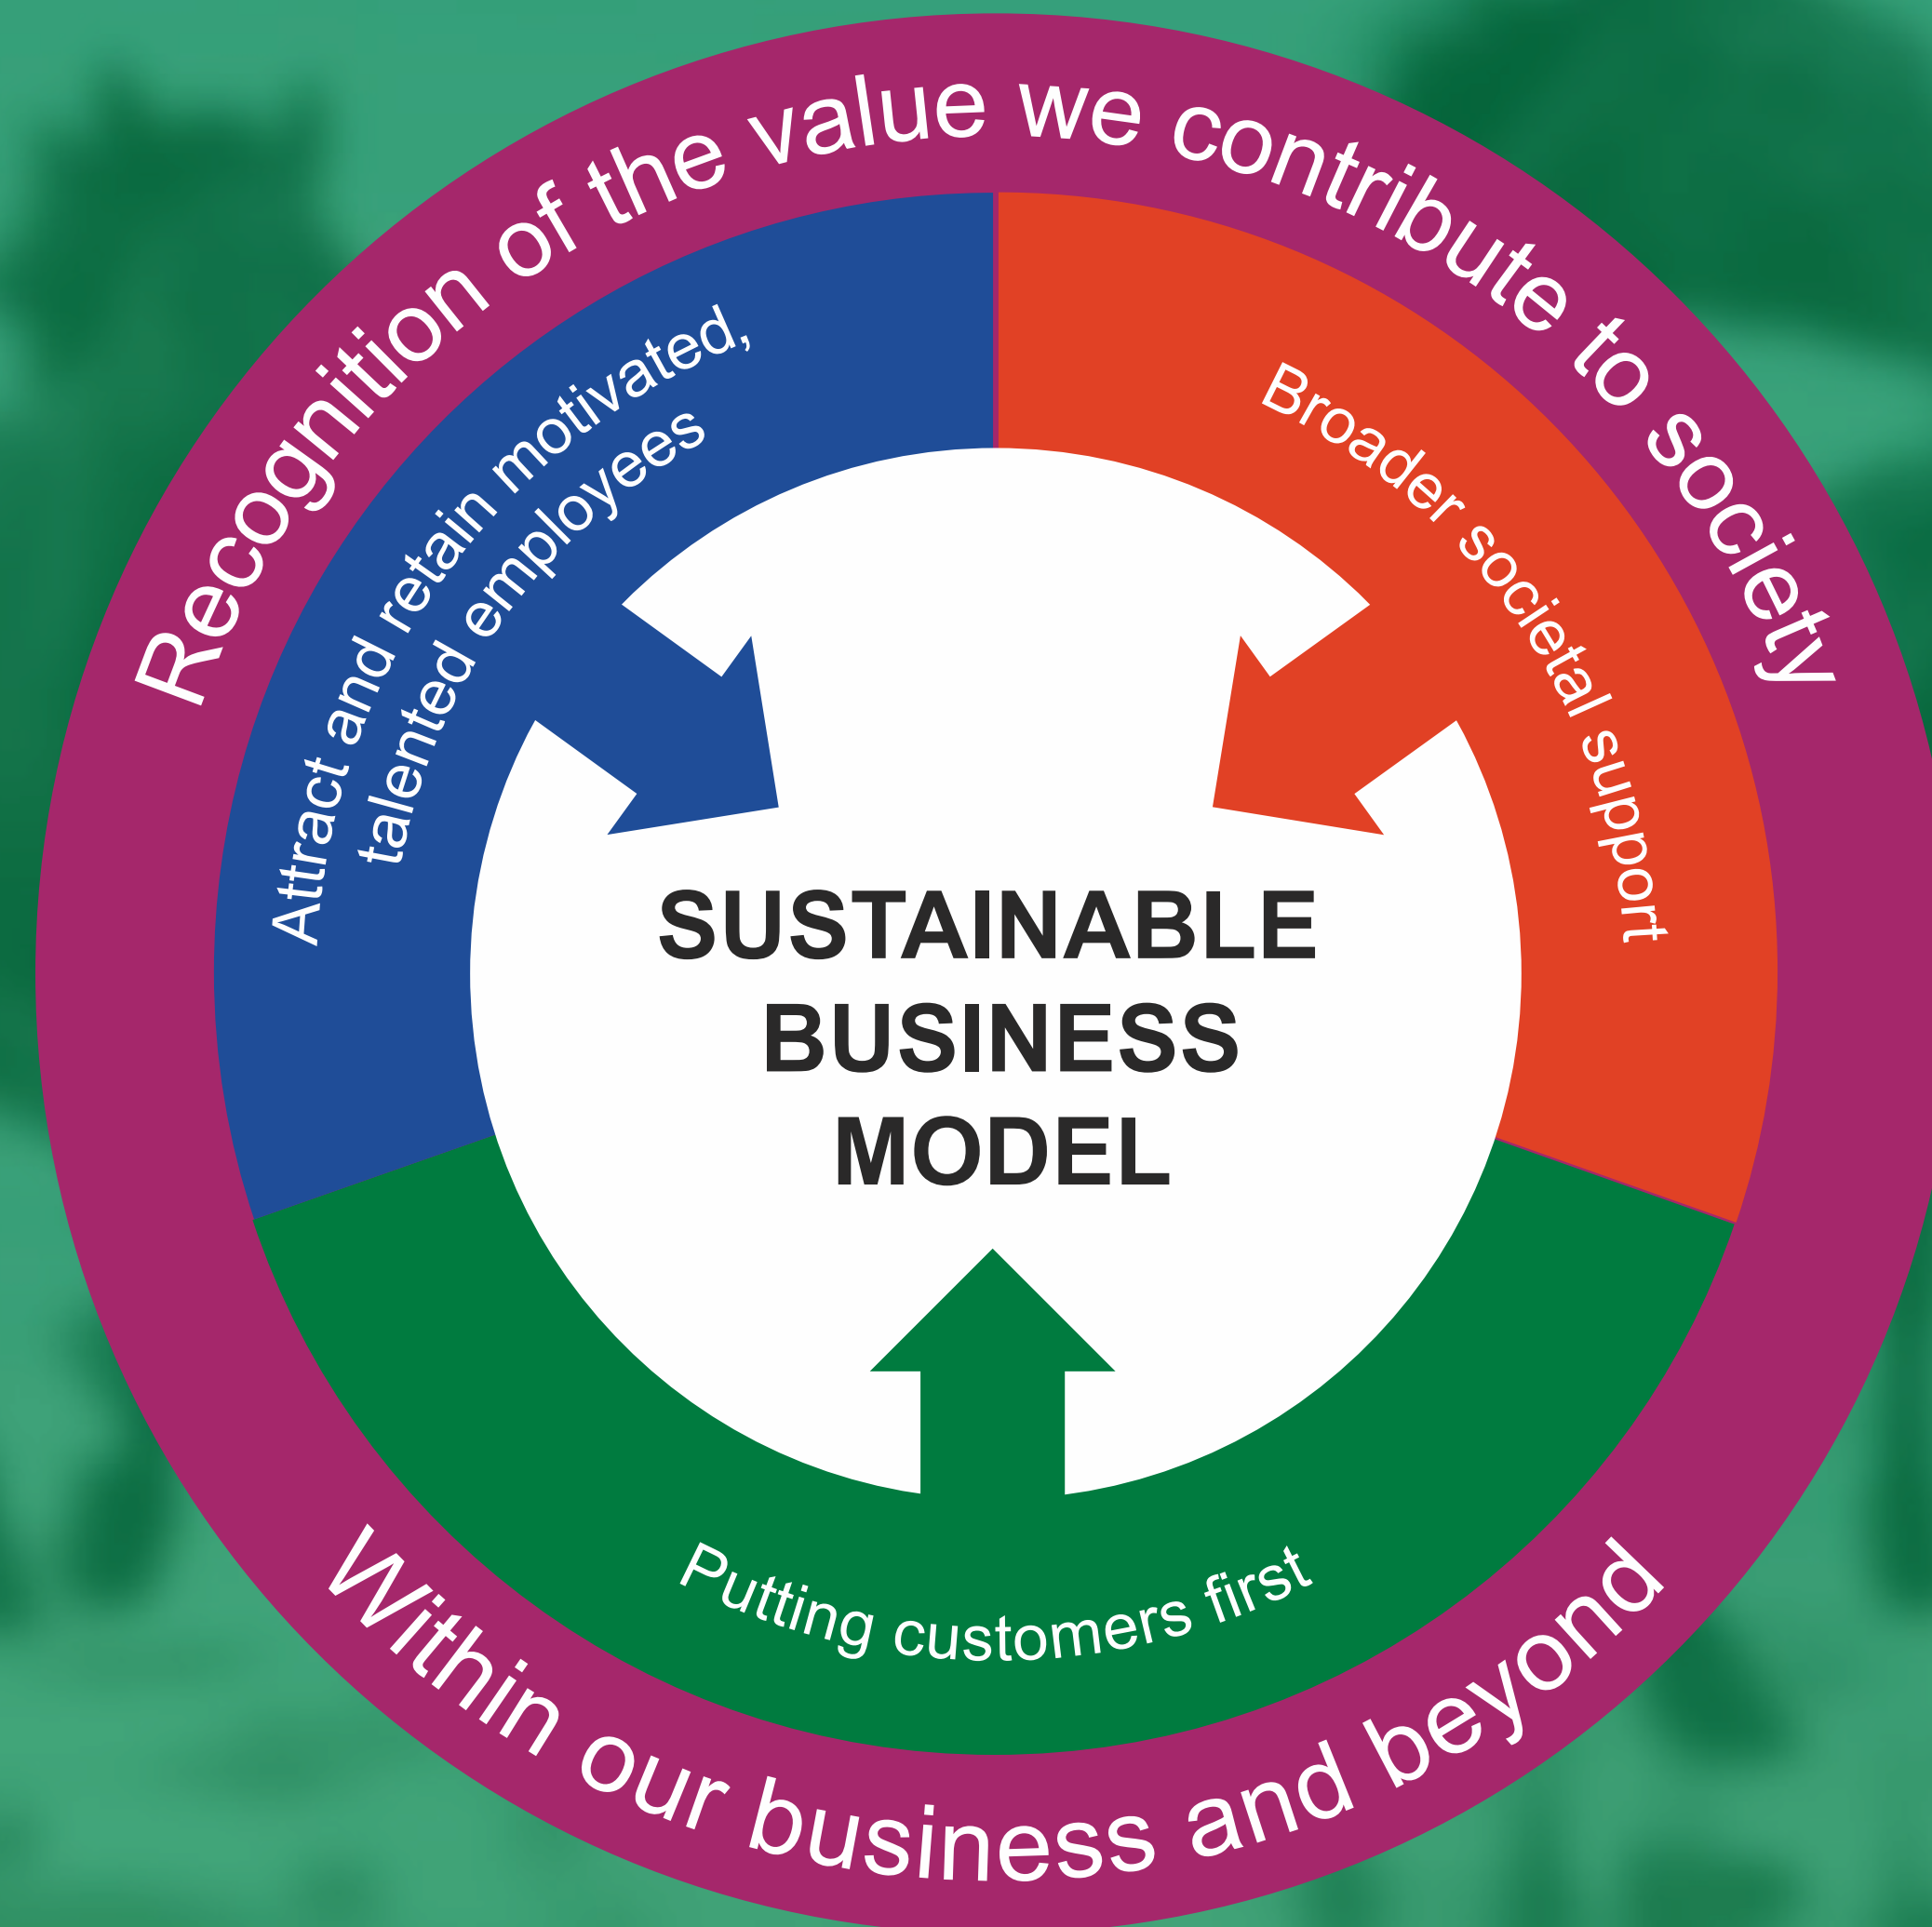 Recognition of the value we contribute to society
Attract and retain motivated,
talented employees
Broader societal support
SUSTAINABLE
BUSINESS
MODEL
Putting customers first
Within our business and beyond